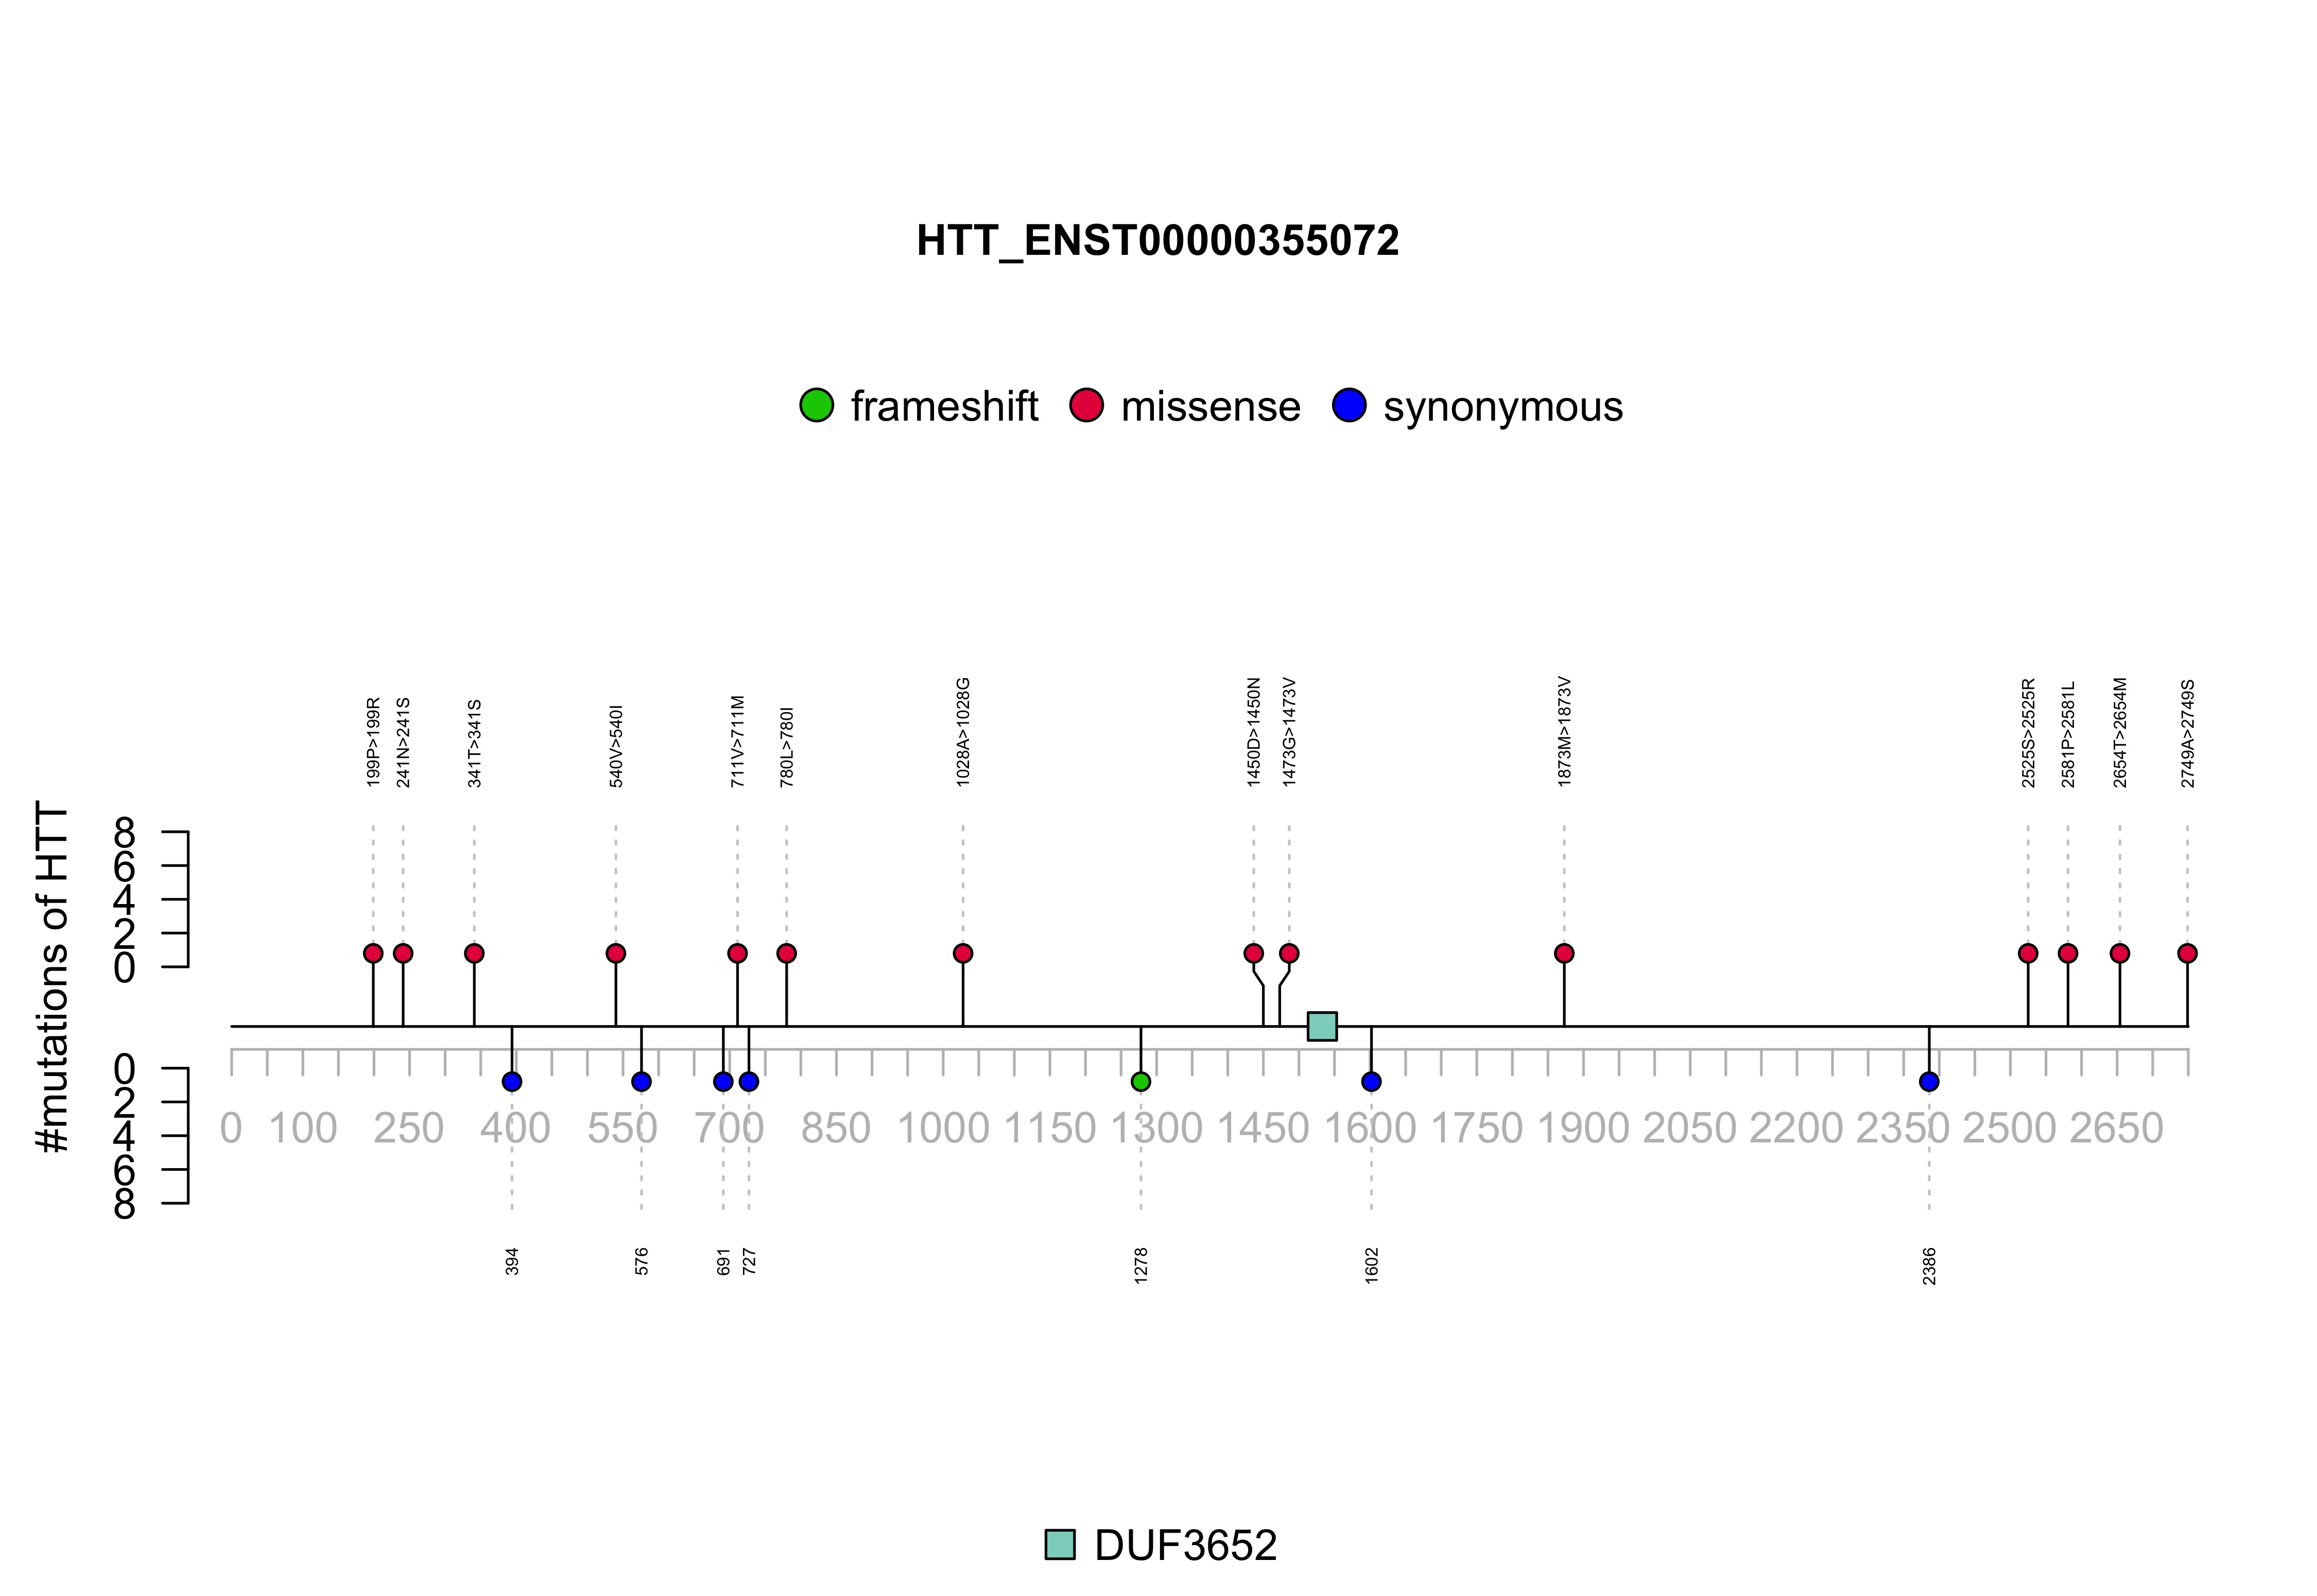 HTT_ENST00000355072
frameshift missense synonymous
199P>199R
241N>241S
341T>341S
540V>540I
711V>711M
780L>780I
1028A>1028G
1450D>1450N
1473G>1473V
1873M>1873V
2525S>2525R
2581P>2581L
2654T>2654M
2749A>2749S
#mutations of HTT
8
6
4
2
0
0
2
4
6
8
0 100 250 400 550 700 850 1000 1150 1300 1450 1600 1750 1900 2050 2200 2350 2500 2650
394
576
691
727
1278
1602
2386
DUF3652